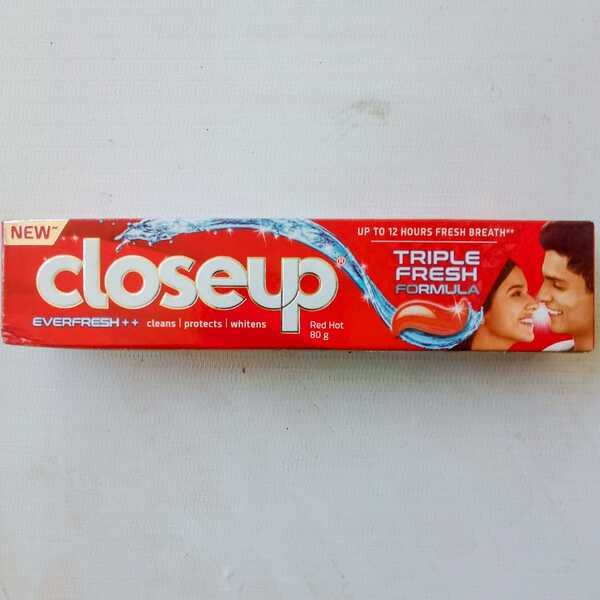 NEW~
closeup®
EVERFRESH++ cleans | protects | whitens
Red Hot
80 g
UP TO 12 HOURS FRESH BREATH**
TRIPLE
FRESH
FORMULA